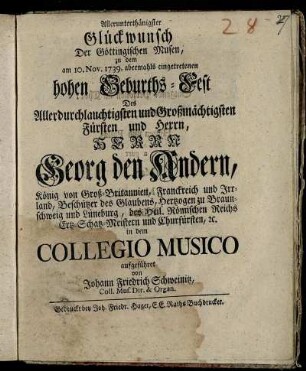 Allerunterthänigster
Glückwunsch
Der Göttingischen Musen,
zu dem
am 10. Nov. 1739. abermahls eingetretenen
hohen Geburths-Fest
Des
Allerdurchlauchtigsten und Großmächtigsten
Fürsten und Herrn,
HERRN
Georg den Andern,
König von Groß-Britannien, Franckreich und Irr-
land, Beschützer des Glaubens, Hertzogen zu Braun-
schweig und Lüneburg, des Heil. Römischen Reichs
Ertz-Schatz-Meistern und Churfürsten, ꝛc.
in dem
COLLEGIO MUSICO
aufgeführet
von
Johann Friedrich Schweinitz,
Coll. Mus. Dir. & Organ.
Gedruckt bey Joh. Friedr. Hager, E. E. Raths Buchdrucker.
28